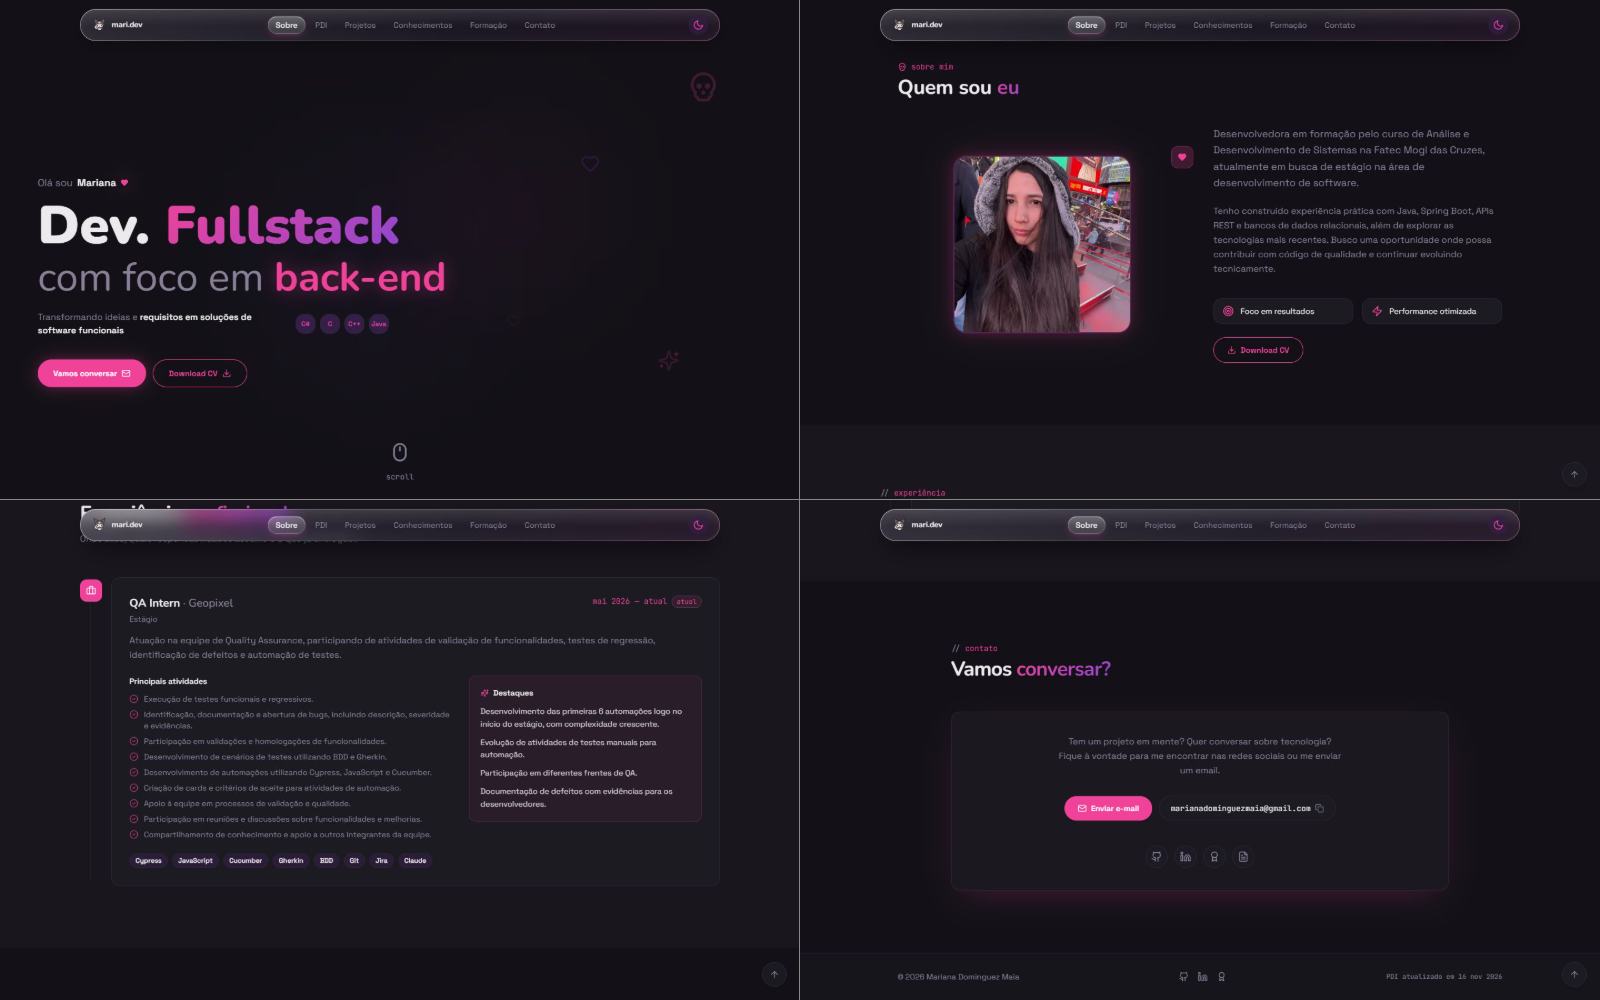 mari.dev
Sobre PDI Projetos Conhecimentos Formação Contato
Olá sou Mariana
Dev. Fullstack
com foco em back-end
Transformando ideias e requisitos em soluções de
software funcionais
C# C C++ Java
Vamos conversar Download CV
scroll
mari.dev
Sobre PDI Projetos Conhecimentos Formação Contato
sobre mim
Quem sou eu
Desenvolvedora em formação pelo curso de Análise e
Desenvolvimento de Sistemas na Fatec Mogi das Cruzes,
atualmente em busca de estágio na área de
desenvolvimento de software.
Tenho construído experiência prática com Java, Spring Boot, APIs
REST e bancos de dados relacionais, além de explorar as
tecnologias mais recentes. Busco uma oportunidade onde possa
contribuir com código de qualidade e continuar evoluindo
tecnicamente.
Foco em resultados Performance otimizada
Download CV
// experiência
mari.dev
Sobre PDI Projetos Conhecimentos Formação Contato
QA Intern · Geopixel
mai 2026 — atual atual
Estágio
Atuação na equipe de Quality Assurance, participando de atividades de validação de funcionalidades, testes de regressão,
identificação de defeitos e automação de testes.
Principais atividades
Execução de testes funcionais e regressivos.
Identificação, documentação e abertura de bugs, incluindo descrição, severidade
e evidências.
Participação em validações e homologações de funcionalidades.
Desenvolvimento de cenários de testes utilizando BDD e Gherkin.
Desenvolvimento de automações utilizando Cypress, JavaScript e Cucumber.
Criação de cards e critérios de aceite para atividades de automação.
Apoio à equipe em processos de validação e qualidade.
Participação em reuniões e discussões sobre funcionalidades e melhorias.
Compartilhamento de conhecimento e apoio a outros integrantes da equipe.
Destaques
Desenvolvimento das primeiras 6 automações logo no
início do estágio, com complexidade crescente.
Evolução de atividades de testes manuais para
automação.
Participação em diferentes frentes de QA.
Documentação de defeitos com evidências para os
desenvolvedores.
Cypress JavaScript Cucumber Gherkin BDD Git Jira Claude
mari.dev
Sobre PDI Projetos Conhecimentos Formação Contato
// contato
Vamos conversar?
Tem um projeto em mente? Quer conversar sobre tecnologia?
Fique à vontade para me encontrar nas redes sociais ou me enviar
um email.
Enviar e-mail marianadominguezmaia@gmail.com
© 2026 Mariana Dominguez Maia
PDI atualizado em 16 nov 2026